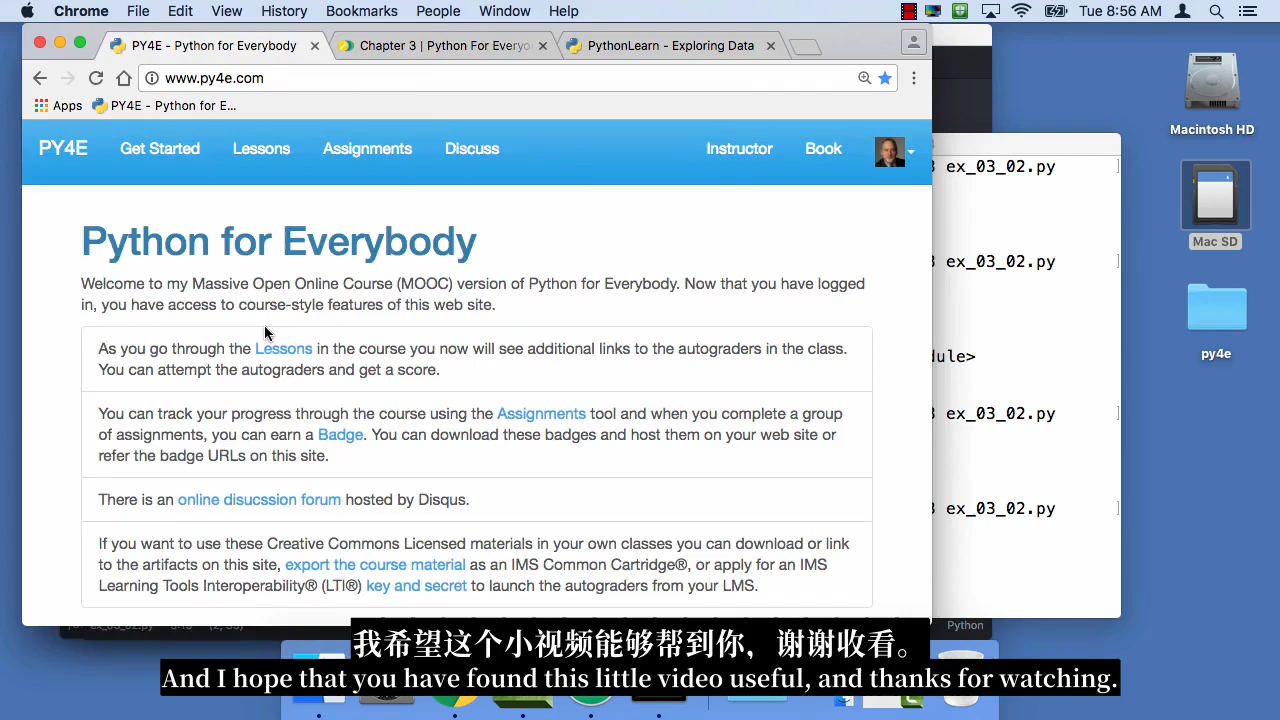 Chrome File Edit View History Bookmarks People Window Help Tue 8:56 AM
PY4E - Python for Everybody Chapter 3 | Python For Everyo PythonLearn - Exploring Data
www.py4e.com
Apps PY4E - Python for E...
PY4E Get Started Lessons Assignments Discuss Instructor Book
Python for Everybody
Welcome to my Massive Open Online Course (MOOC) version of Python for Everybody. Now that you have logged
in, you have access to course-style features of this web site.
As you go through the Lessons in the course you now will see additional links to the autograders in the class.
You can attempt the autograders and get a score.
You can track your progress through the course using the Assignments tool and when you complete a group
of assignments, you can earn a Badge. You can download these badges and host them on your web site or
refer the badge URLs on this site.
There is an online disucssion forum hosted by Disqus.
If you want to use these Creative Commons Licensed materials in your own classes you can download or link
to the artifacts on this site, export the course material as an IMS Common Cartridge®, or apply for an IMS
Learning Tools Interoperability® (LTI®) key and secret to launch the autograders from your LMS.
3 ex_03_02.py ]
3 ex_03_02.py ]
dule>
3 ex_03_02.py ]
3 ex_03_02.py ]
Python
Macintosh HD
Mac SD
py4e
我希望这个小视频能够帮到你，谢谢收看。
And I hope that you have found this little video useful, and thanks for watching.